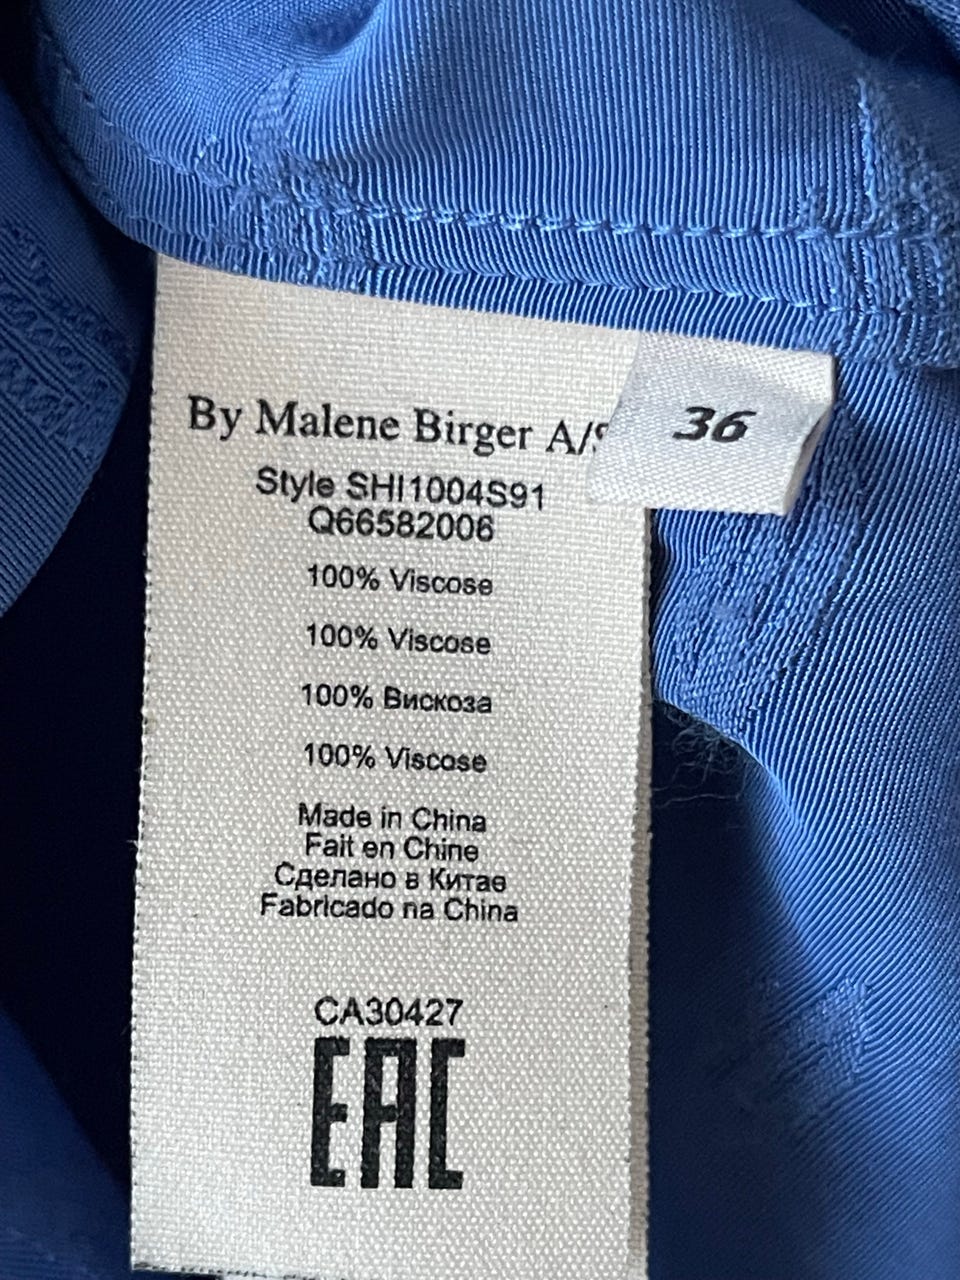 By Malene Birger A/S
36
Style SHI1004S91
Q66582006
100% Viscose
100% Viscose
100% Вискоза
100% Viscose
Made in China
Fait en Chine
Сделано в Китае
Fabricado na China
CA30427
EAC